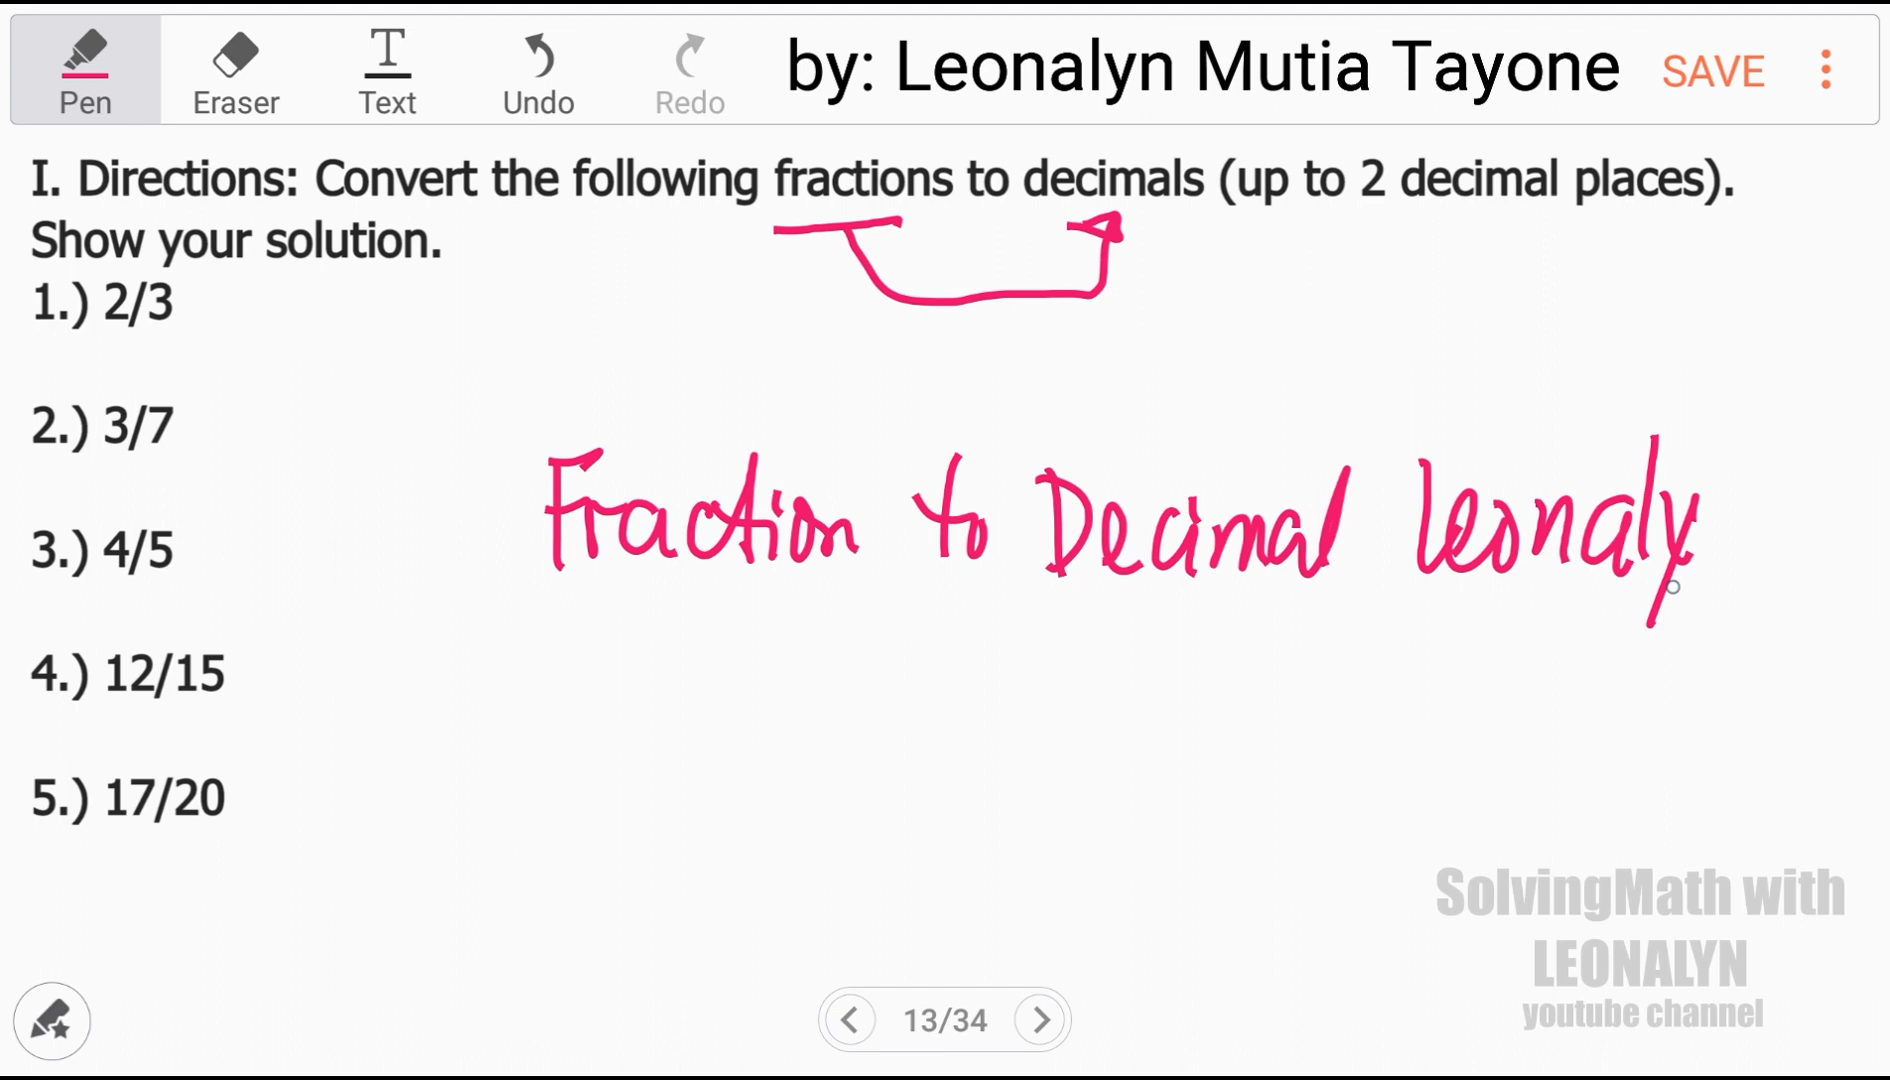 Pen Eraser Text Undo Redo by: Leonalyn Mutia Tayone SAVE
I. Directions: Convert the following fractions to decimals (up to 2 decimal places).
Show your solution.
1.) 2/3
2.) 3/7
Fraction to Decimal Leonaly
3.) 4/5
4.) 12/15
5.) 17/20
SolvingMath with
LEONALYN
youtube channel
13/34